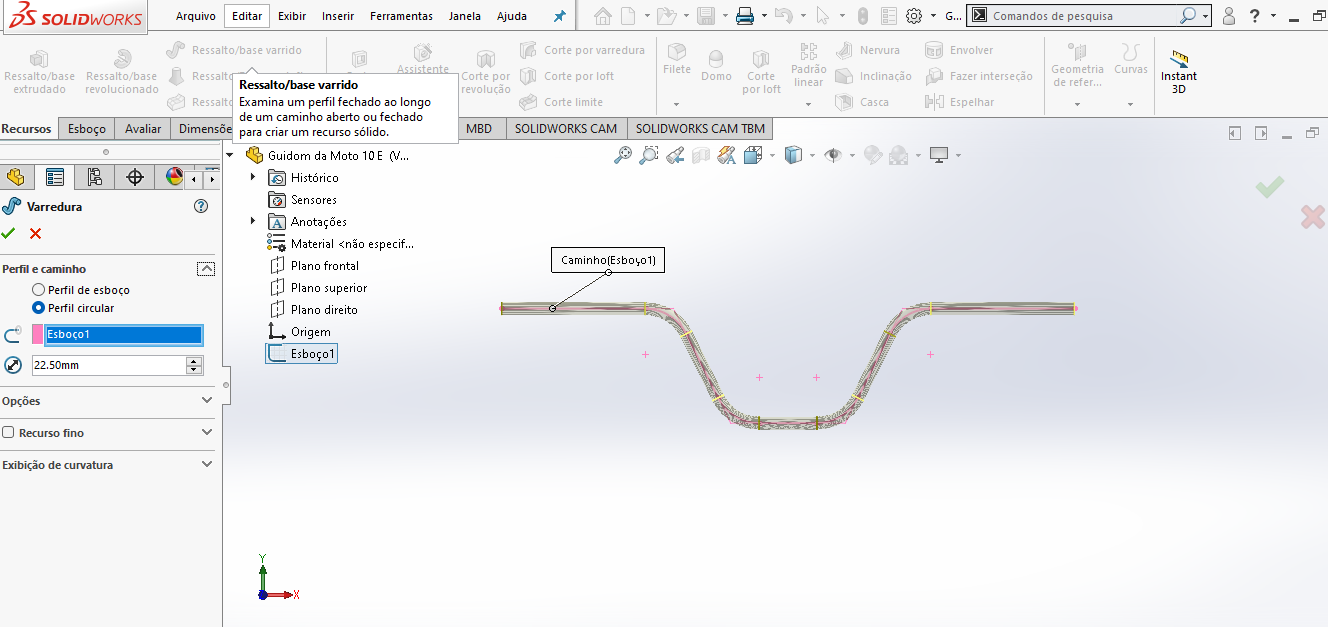 SOLIDWORKS
Arquivo Editar Exibir Inserir Ferramentas Janela Ajuda
G... Comandos de pesquisa ?
Ressalto/base extrudado
Ressalto/base revolucionado
Ressalto/base varrido
Ressalto
Ressalto
Assistente
Corte por revolução
Corte por varredura
Corte por loft
Corte limite
Filete
Domo
Corte por loft
Padrão linear
Nervura
Inclinação
Casca
Envolver
Fazer interseção
Espelhar
Geometria de refer...
Curvas
Instant 3D
Ressalto/base varrido
Examina um perfil fechado ao longo
de um caminho aberto ou fechado
para criar um recurso sólido.
Recursos Esboço Avaliar Dimensõe MBD SOLIDWORKS CAM SOLIDWORKS CAM TBM
Guidom da Moto 10 E (V...
Histórico
Sensores
Anotações
Material <não especif...
Plano frontal
Plano superior
Plano direito
Origem
Esboço1
Varredura
Perfil e caminho
Perfil de esboço
Perfil circular
Esboço1
22.50mm
Opções
Recurso fino
Exibição de curvatura
Caminho(Esboço1)
Y
X